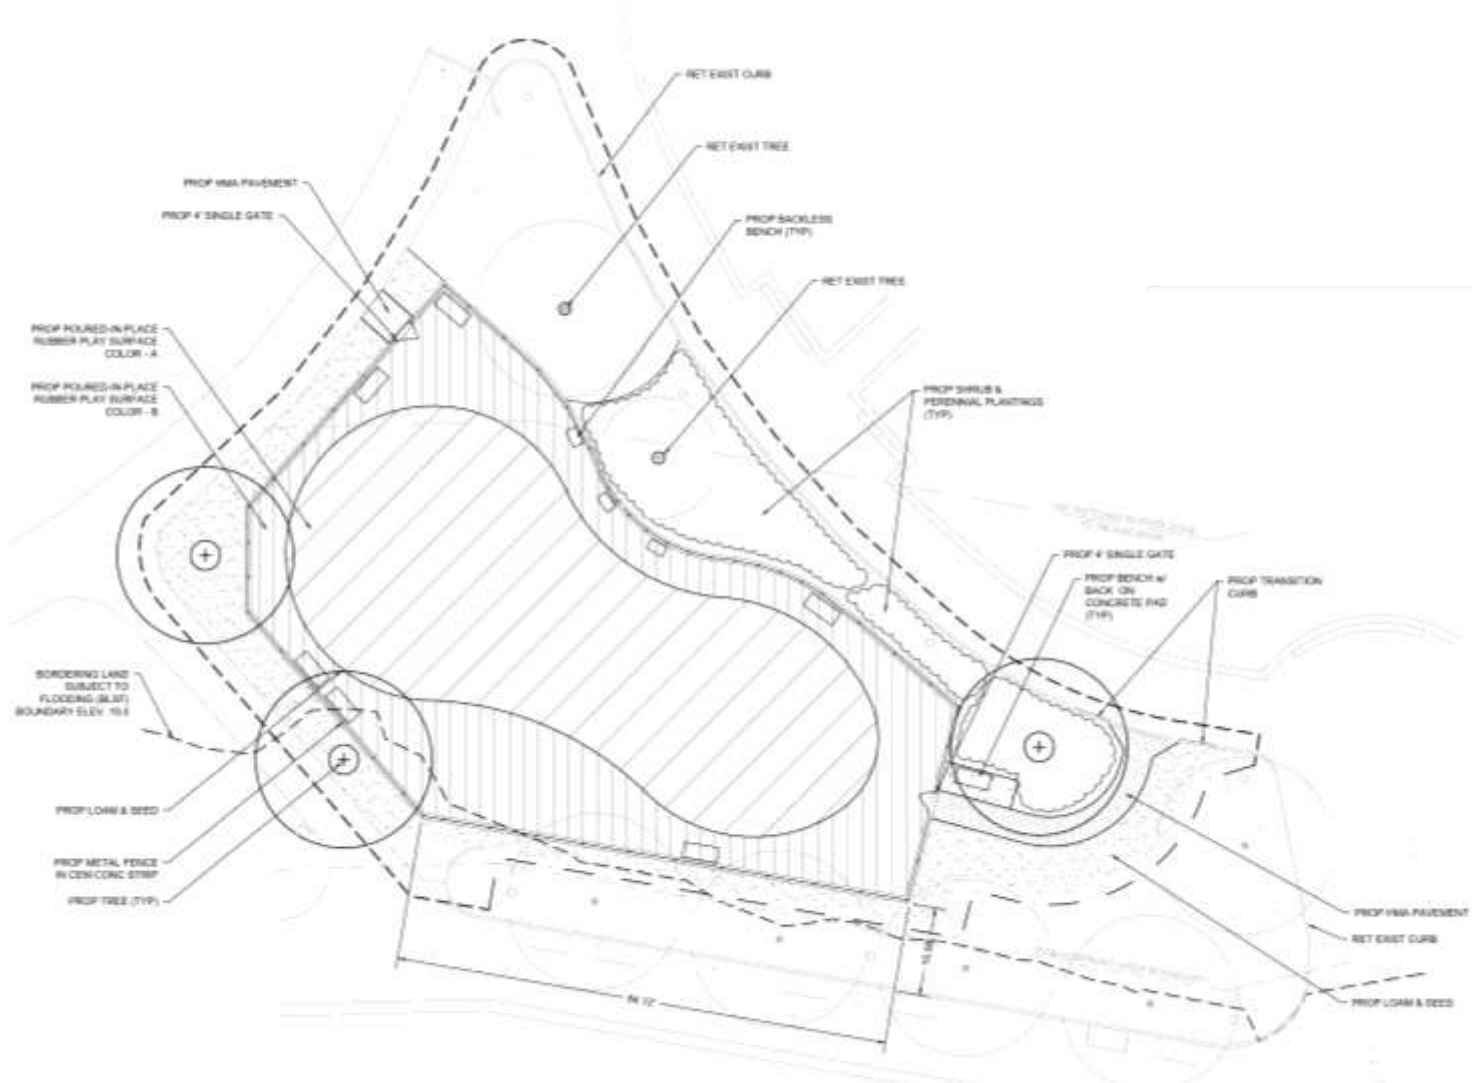 RET EXIST CURB
RET EXIST TREE
PROP HMA PAVEMENT
PROP 4' SINGLE GATE
PROP BACKLESS
BENCH (TYP)
RET EXIST TREE
PROP POURED-IN-PLACE
RUBBER PLAY SURFACE
COLOR - A
PROP POURED-IN-PLACE
RUBBER PLAY SURFACE
COLOR - B
PROP SHRUB &
PERENNIAL PLANTINGS
(TYP)
PROP 4' SINGLE GATE
PROP BENCH w/
BACK ON
CONCRETE PAD
(TYP)
PROP TRANSITION
CURB
BORDERING LAND
SUBJECT TO
FLOODING (BLSF)
BOUNDARY ELEV.
PROP LOAM & SEED
PROP METAL FENCE
IN CEM CONC STRIP
PROP TREE (TYP)
PROP HMA PAVEMENT
RET EXIST CURB
PROP LOAM & SEED